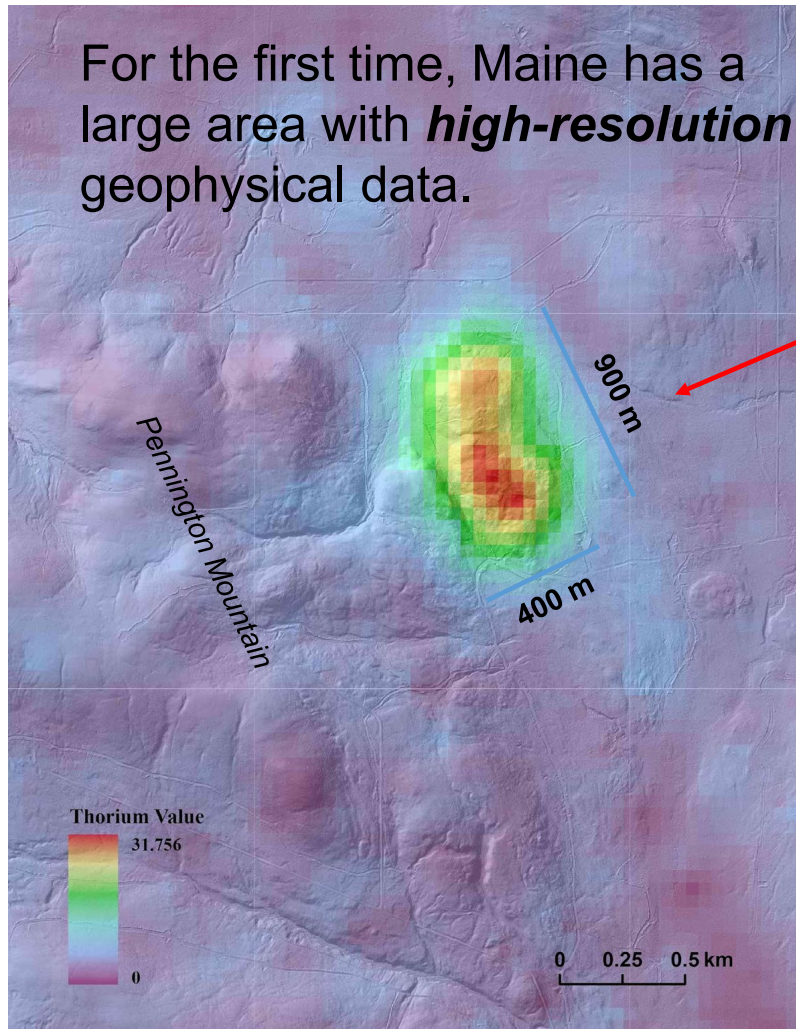 For the first time, Maine has a
large area with high-resolution
geophysical data.
900 m
Pennington Mountain
400 m
Thorium Value
31.756
0
0 0.25 0.5 km